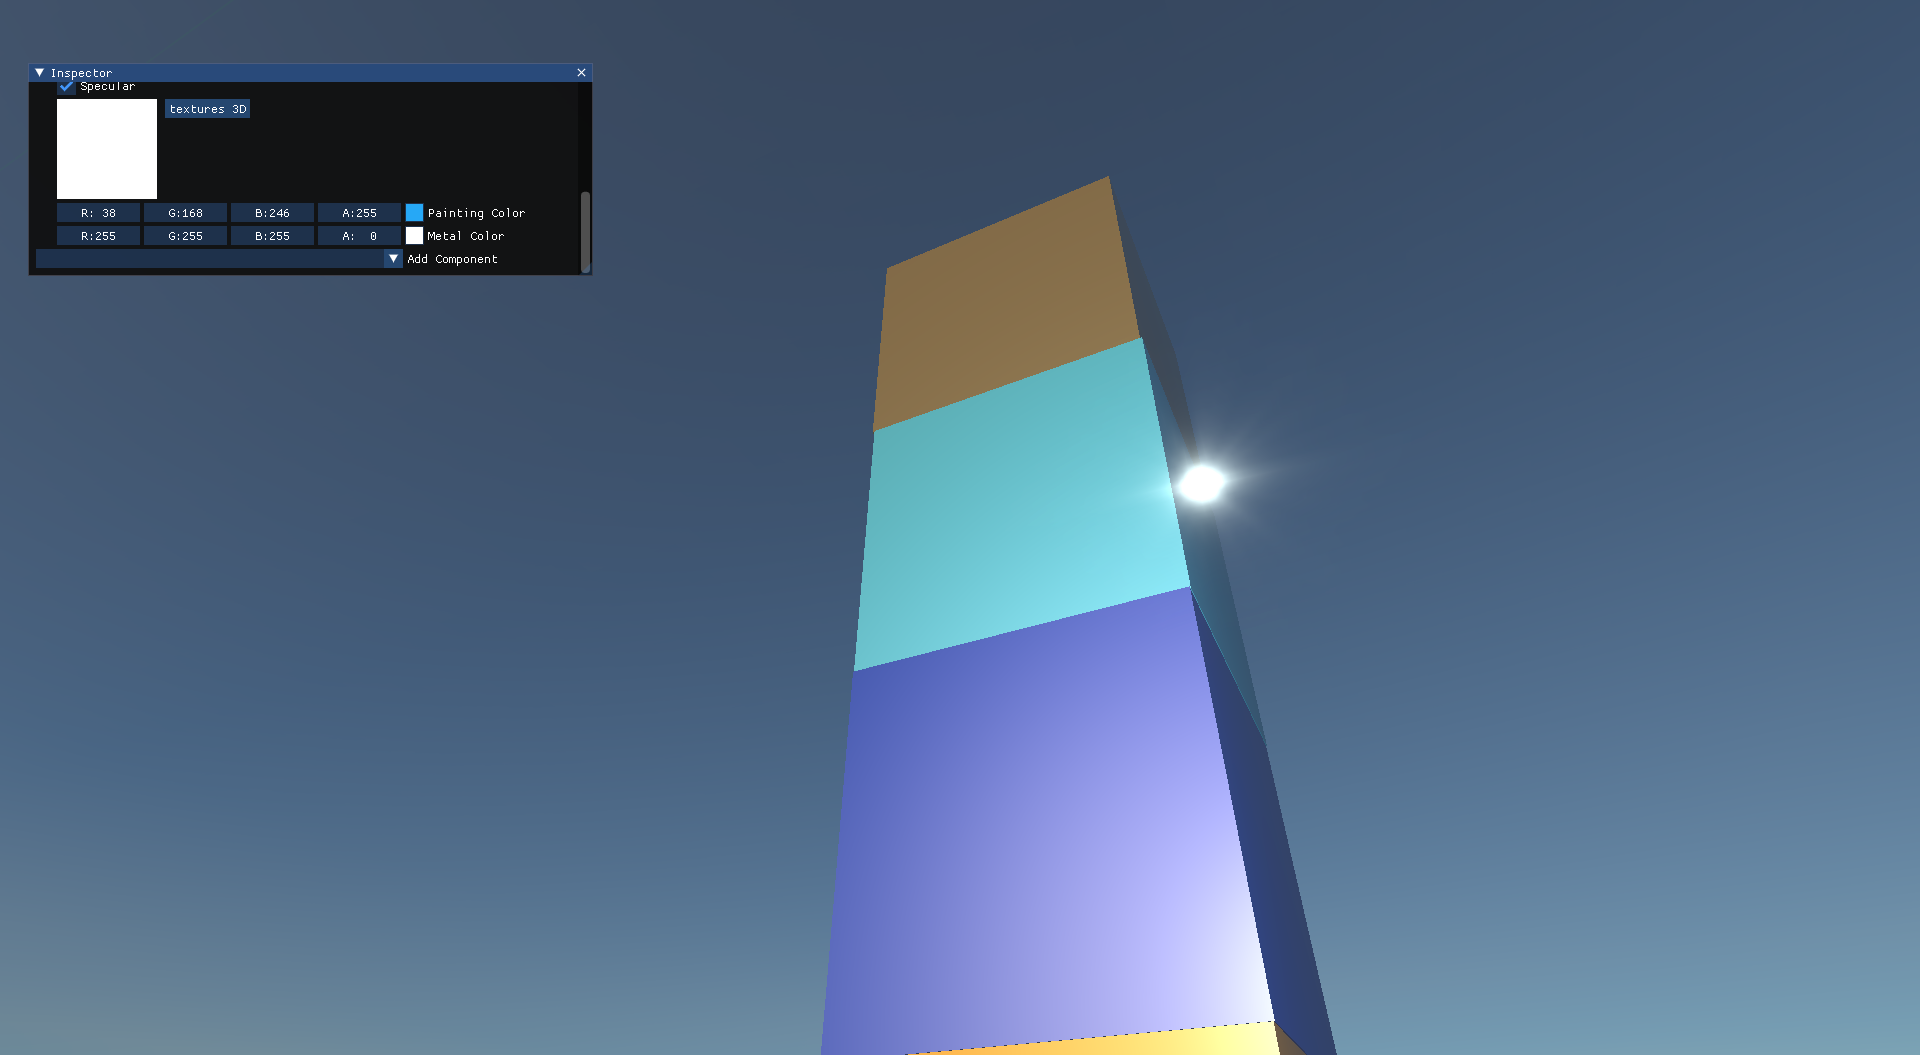 Inspector
Specular
textures 3D
R: 38 G:168 B:246 A:255 Painting Color
R:255 G:255 B:255 A: 0 Metal Color
Add Component